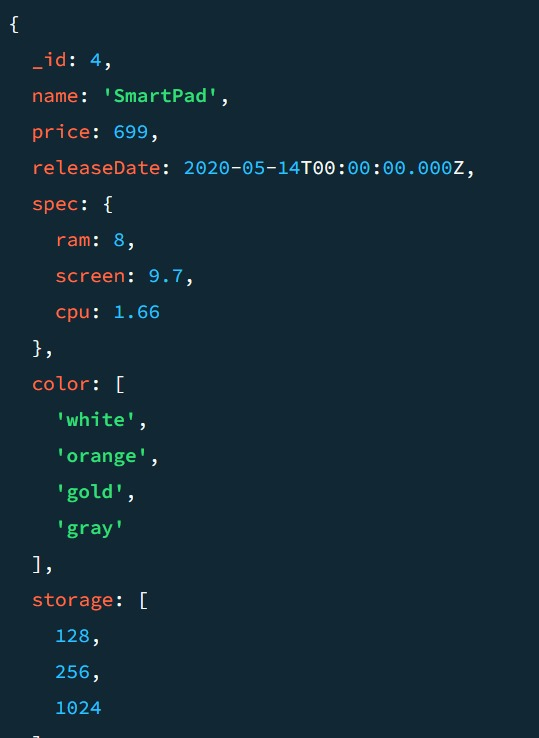 {
  _id: 4,
  name: 'SmartPad',
  price: 699,
  releaseDate: 2020-05-14T00:00:00.000Z,
  spec: {
    ram: 8,
    screen: 9.7,
    cpu: 1.66
  },
  color: [
    'white',
    'orange',
    'gold',
    'gray'
  ],
  storage: [
    128,
    256,
    1024